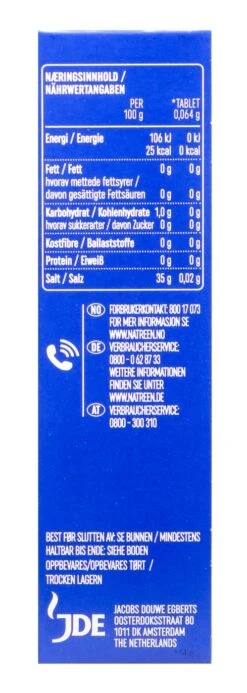 NÆRINGSINNHOLD /
NÄHRWERTANGABEN
PER *TABLET
100 g 0,064 g
Energi / Energie 106 kJ 0 kJ
25 kcal 0 kcal
Fett / Fett 0 g 0 g
hvorav mettede fettsyrer /
davon gesättigte Fettsäuren 0 g 0 g
Karbohydrat / Kohlenhydrate 1,0 g 0 g
hvorav sukkerarter / davon Zucker 0 g 0 g
Kostfibre / Ballaststoffe 0 g 0 g
Protein / Eiweiß 0 g 0 g
Salt / Salz 35 g 0,02 g
NO FORBRUKERKONTAKT: 800 17 073
FOR MER INFORMASJON SE
WWW.NATREEN.NO
DE VERBRAUCHERSERVICE:
0800 - 0 62 87 33
WEITERE INFORMATIONEN
FINDEN SIE UNTER
WWW.NATREEN.DE
AT VERBRAUCHERSERVICE:
0800 - 300 310
BEST FØR SLUTTEN AV: SE BUNNEN / MINDESTENS
HALTBAR BIS ENDE: SIEHE BODEN
OPPBEVARES/OPBEVARES TØRT /
TROCKEN LAGERN
JDE
JACOBS DOUWE EGBERTS
OOSTERDOKSSTRAAT 80
1011 DK AMSTERDAM
THE NETHERLANDS